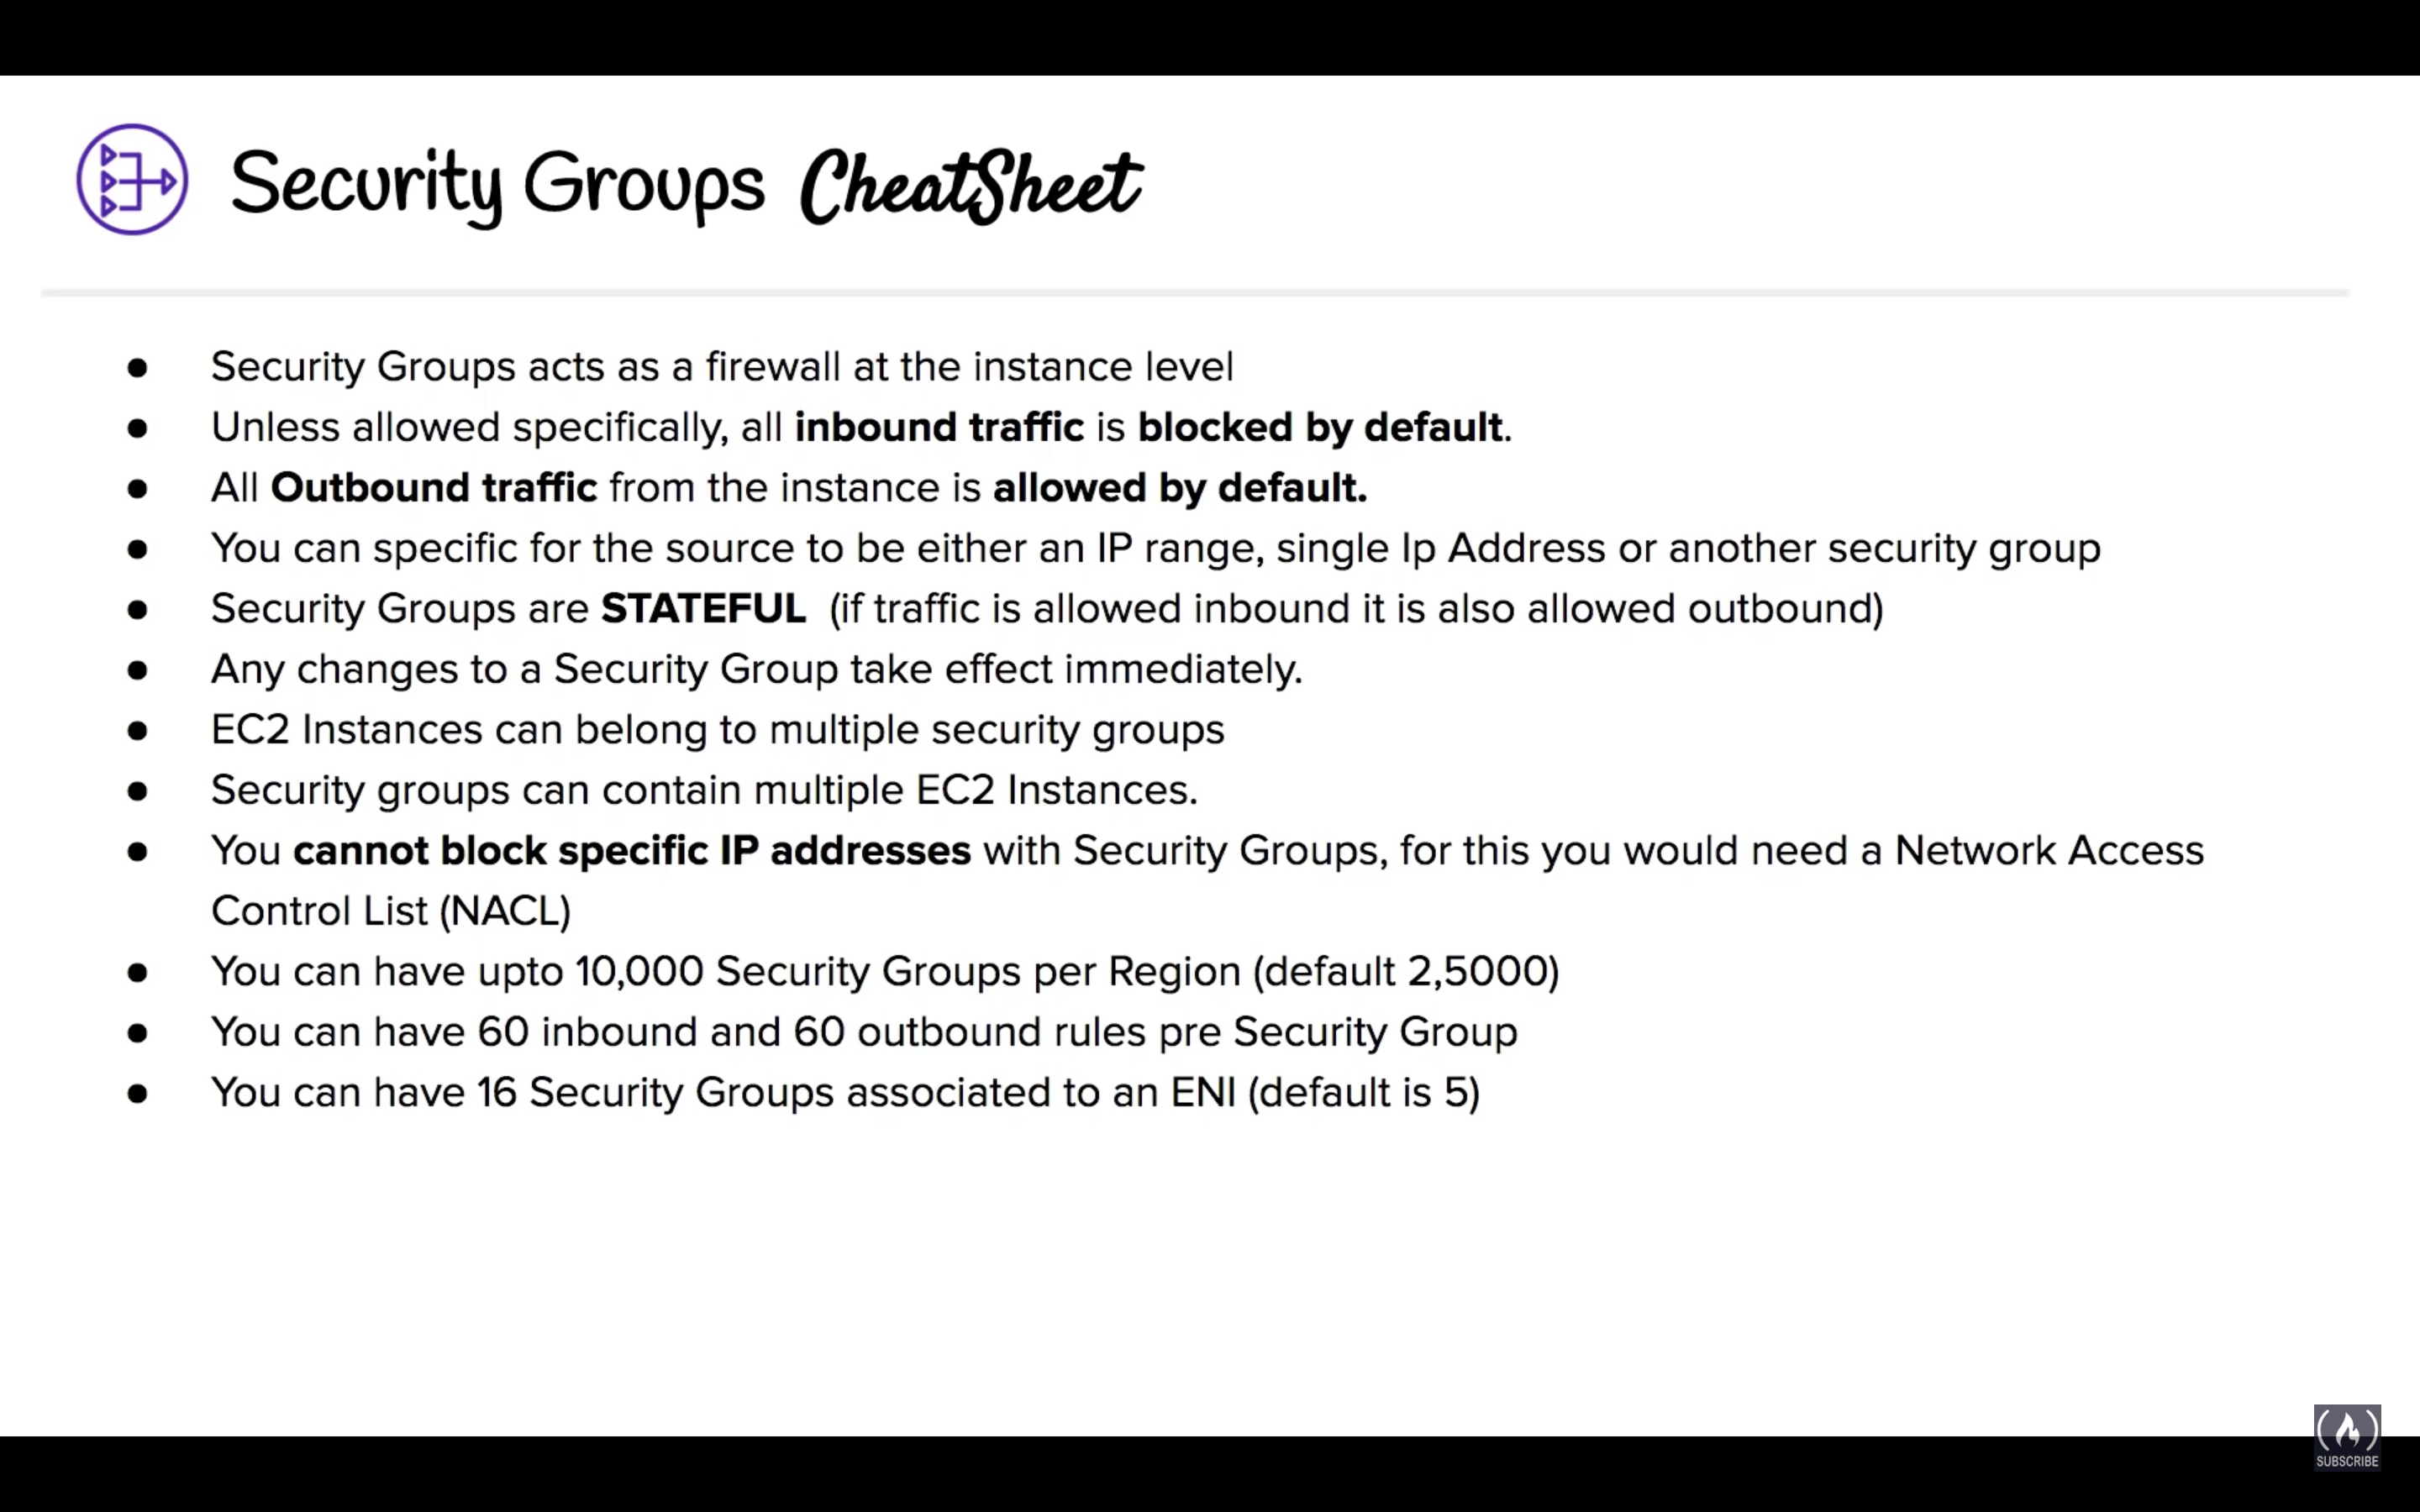 Security Groups CheatSheet
Security Groups acts as a firewall at the instance level
Unless allowed specifically, all inbound traffic is blocked by default.
All Outbound traffic from the instance is allowed by default.
You can specific for the source to be either an IP range, single Ip Address or another security group
Security Groups are STATEFUL (if traffic is allowed inbound it is also allowed outbound)
Any changes to a Security Group take effect immediately.
EC2 Instances can belong to multiple security groups
Security groups can contain multiple EC2 Instances.
You cannot block specific IP addresses with Security Groups, for this you would need a Network Access
Control List (NACL)
You can have upto 10,000 Security Groups per Region (default 2,5000)
You can have 60 inbound and 60 outbound rules pre Security Group
You can have 16 Security Groups associated to an ENI (default is 5)
SUBSCRIBE